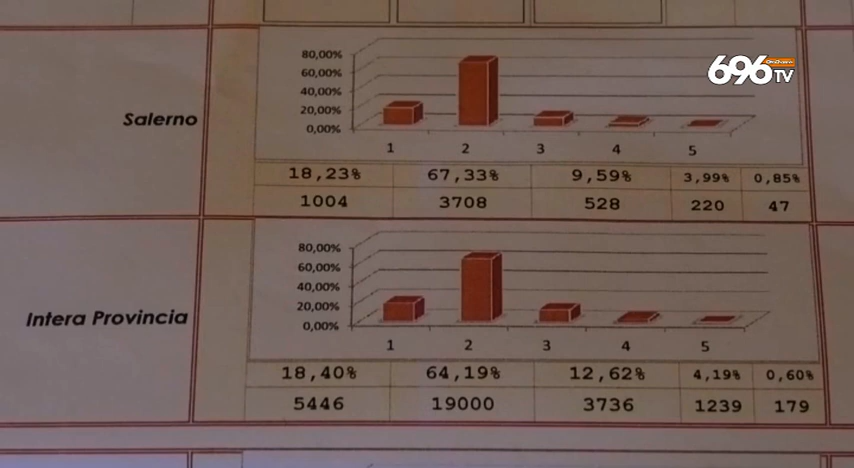 696 TV
Salerno
80,00%
60,00%
40,00%
20,00%
0,00%
1 2 3 4 5
18,23% 67,33% 9,59% 3,99% 0,85%
1004 3708 528 220 47
Intera Provincia
80,00%
60,00%
40,00%
20,00%
0,00%
1 2 3 4 5
18,40% 64,19% 12,62% 4,19% 0,60%
5446 19000 3736 1239 179